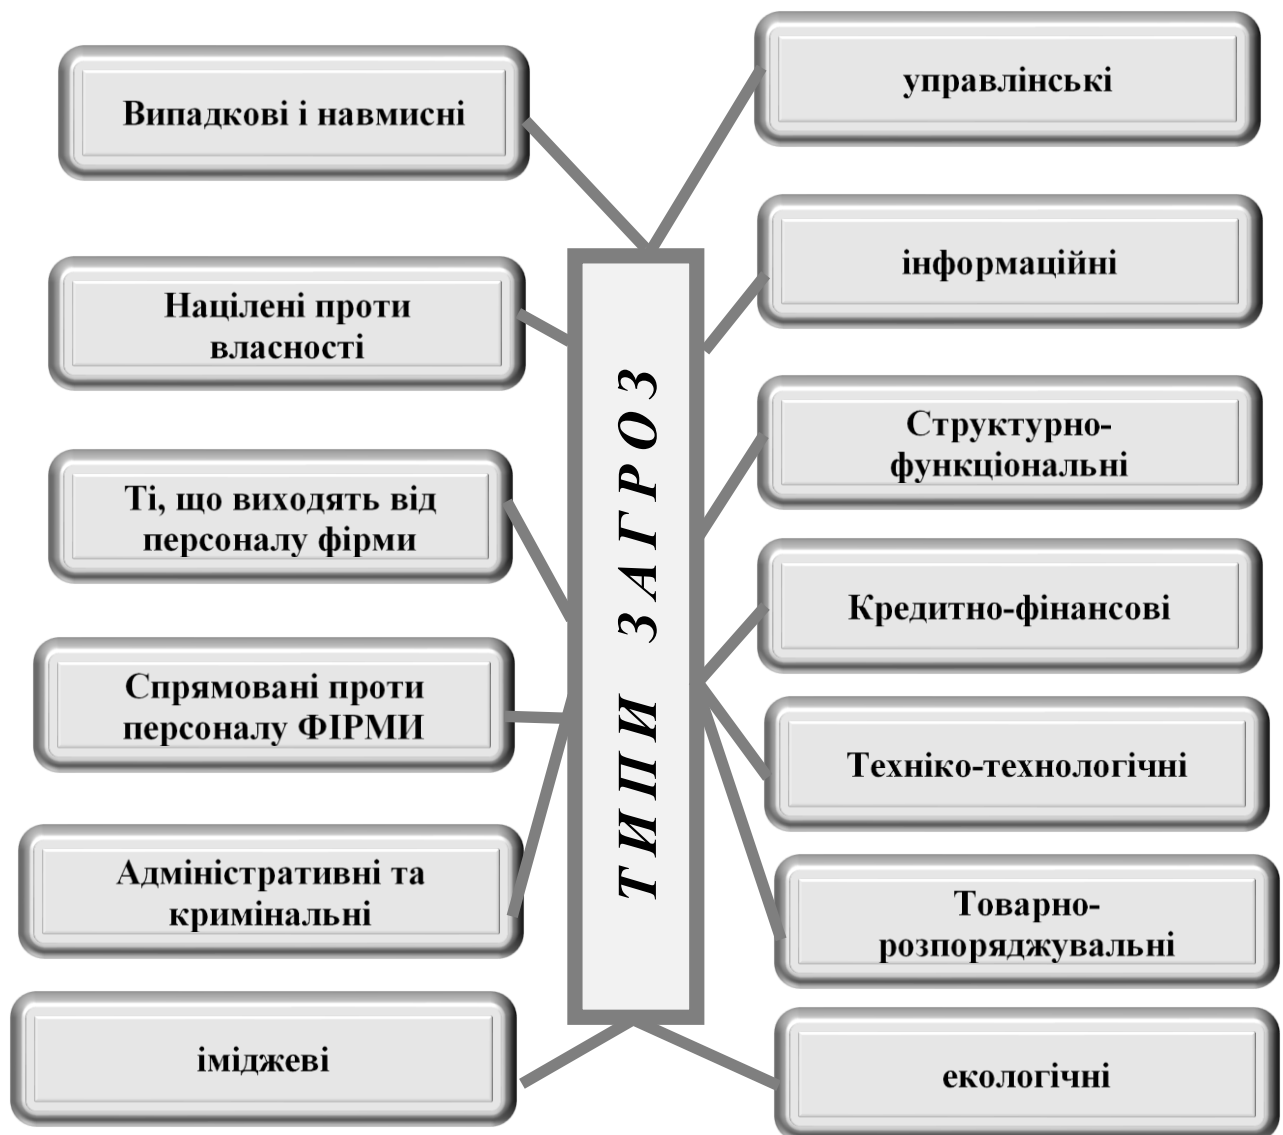 Випадкові і навмисні
Націлені проти
власності
Ті, що виходять від
персоналу фірми
Спрямовані проти
персоналу ФІРМИ
Адміністративні та
кримінальні
іміджеві
ТИПИ ЗАГРОЗ
управлінські
інформаційні
Структурно-
функціональні
Кредитно-фінансові
Техніко-технологічні
Товарно-
розпоряджувальні
екологічні